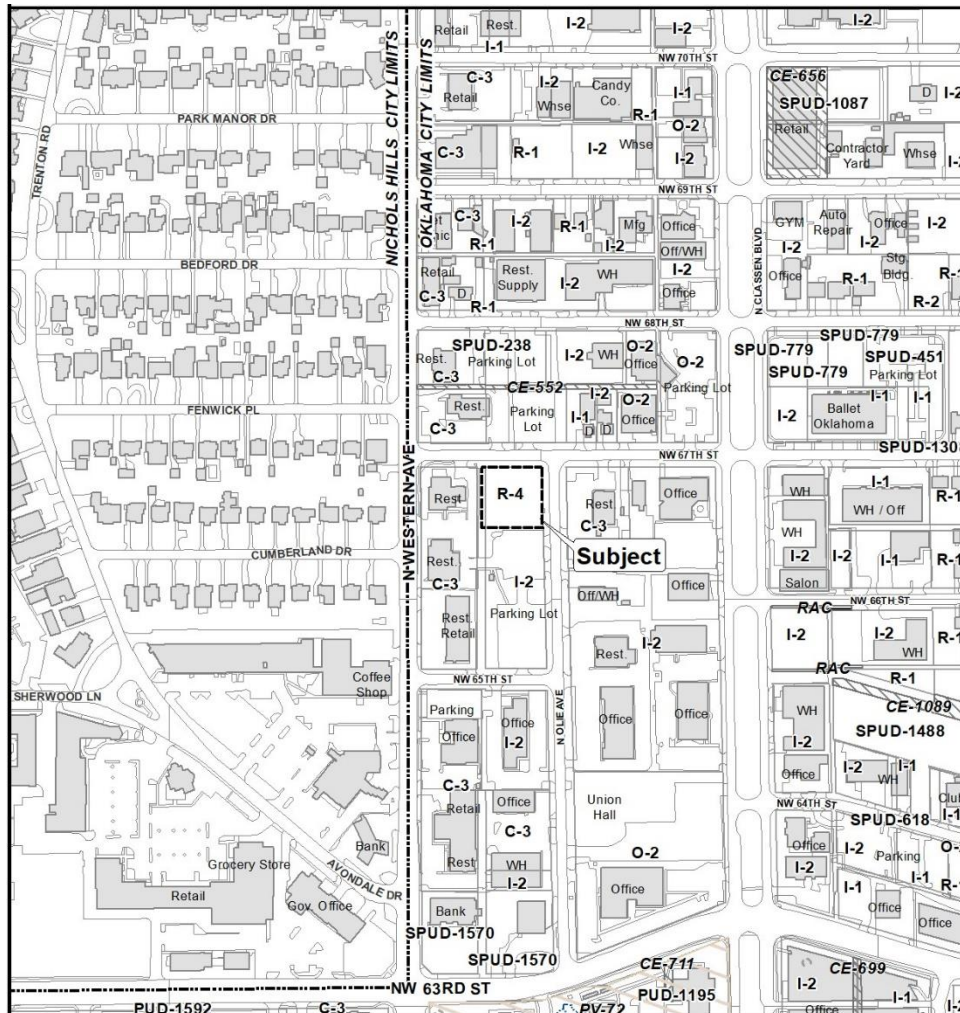 Retail
Rest.
I-2
I-2
I-2
I-1
NW 70TH ST
NICHOLS HILLS CITY LIMITS
OKLAHOMA CITY LIMITS
C-3
Retail
I-2
Whse
Candy
Co.
R-1
I-1
O-2
CE-656
SPUD-1087
Retail
D
I-2
PARK MANOR DR
TRENTON RD
C-3
R-1
I-2
Whse
I-2
Contractor
Yard
Whse
NW 69TH ST
C-3
R-1
I-2
R-1
I-2
Mfg
Office
Off/WH
I-2
Office
N CLASSEN BLVD
GYM
I-2
Auto
Repair
Office
I-2
I-2
Stg.
Bldg.
Office
R-1
R-2
BEDFORD DR
Retail
C-3
D
R-1
Rest.
Supply
I-2
WH
NW 68TH ST
SPUD-238
Parking Lot
Rest.
C-3
I-2
WH
O-2
Office
O-2
Parking Lot
SPUD-779
SPUD-779
SPUD-779
SPUD-451
Parking Lot
CE-552
FENWICK PL
Rest.
C-3
Parking
Lot
I-2
I-1
D
D
O-2
Office
I-2
Ballet
Oklahoma
I-1
I-1
NW 67TH ST
N WESTERN AVE
Rest
R-4
Subject
Rest
C-3
Office
WH
WH
I-2
Salon
I-1
WH / Off
I-2
I-1
CUMBERLAND DR
Rest.
C-3
I-2
Parking Lot
Rest.
Retail
Off/WH
Office
NW 66TH ST
RAC
I-2
I-2
WH
Rest.
I-2
RAC
R-1
CE-1089
SPUD-1488
Coffee
Shop
NW 65TH ST
SHERWOOD LN
Parking
Office
Office
I-2
N OLIE AVE
Office
Office
WH
I-2
Office
I-2
WH
I-1
NW 64TH ST
C-3
Retail
Rest
Office
C-3
WH
I-2
Union
Hall
O-2
Office
SPUD-618
Office
I-2
I-2
Parking
I-1
I-1
Office
Office
Bank
Grocery Store
Retail
Gov. Office
AVONDALE DR
Bank
SPUD-1570
SPUD-1570
NW 63RD ST
CE-711
PUD-1195
PV-72
CE-699
I-2
I-1
Office
PUD-1592
C-3